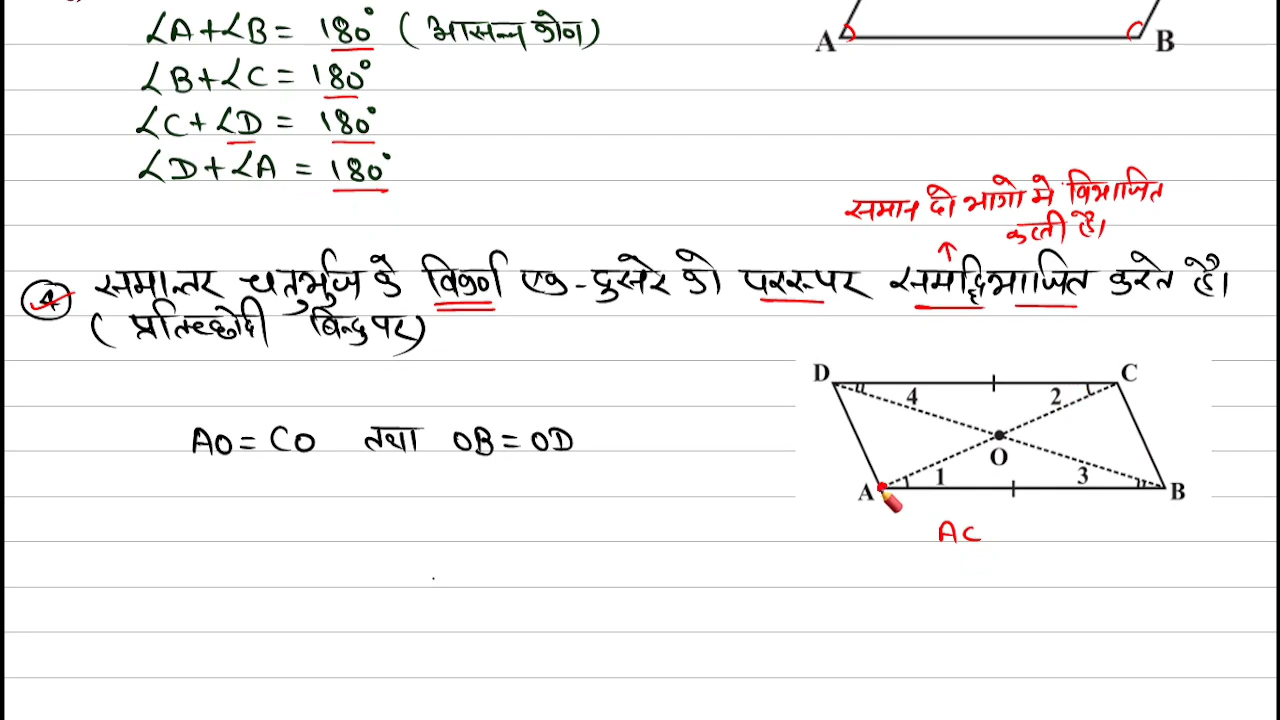 ∠A+∠B = 180° (आसन्न कोण)
∠B+∠C = 180°
∠C+∠D = 180°
∠D+∠A = 180°
A B
समान दो भागो मे विभाजित
करती है।
④ समान्तर चतुर्भुज के विकर्ण एक-दुसरे को परस्पर समद्विभाजित करते है।
(प्रतिच्छेदी बिन्दु पर)
D C
4 2
AO = CO तथा OB = OD
O
1 3
A B
AC